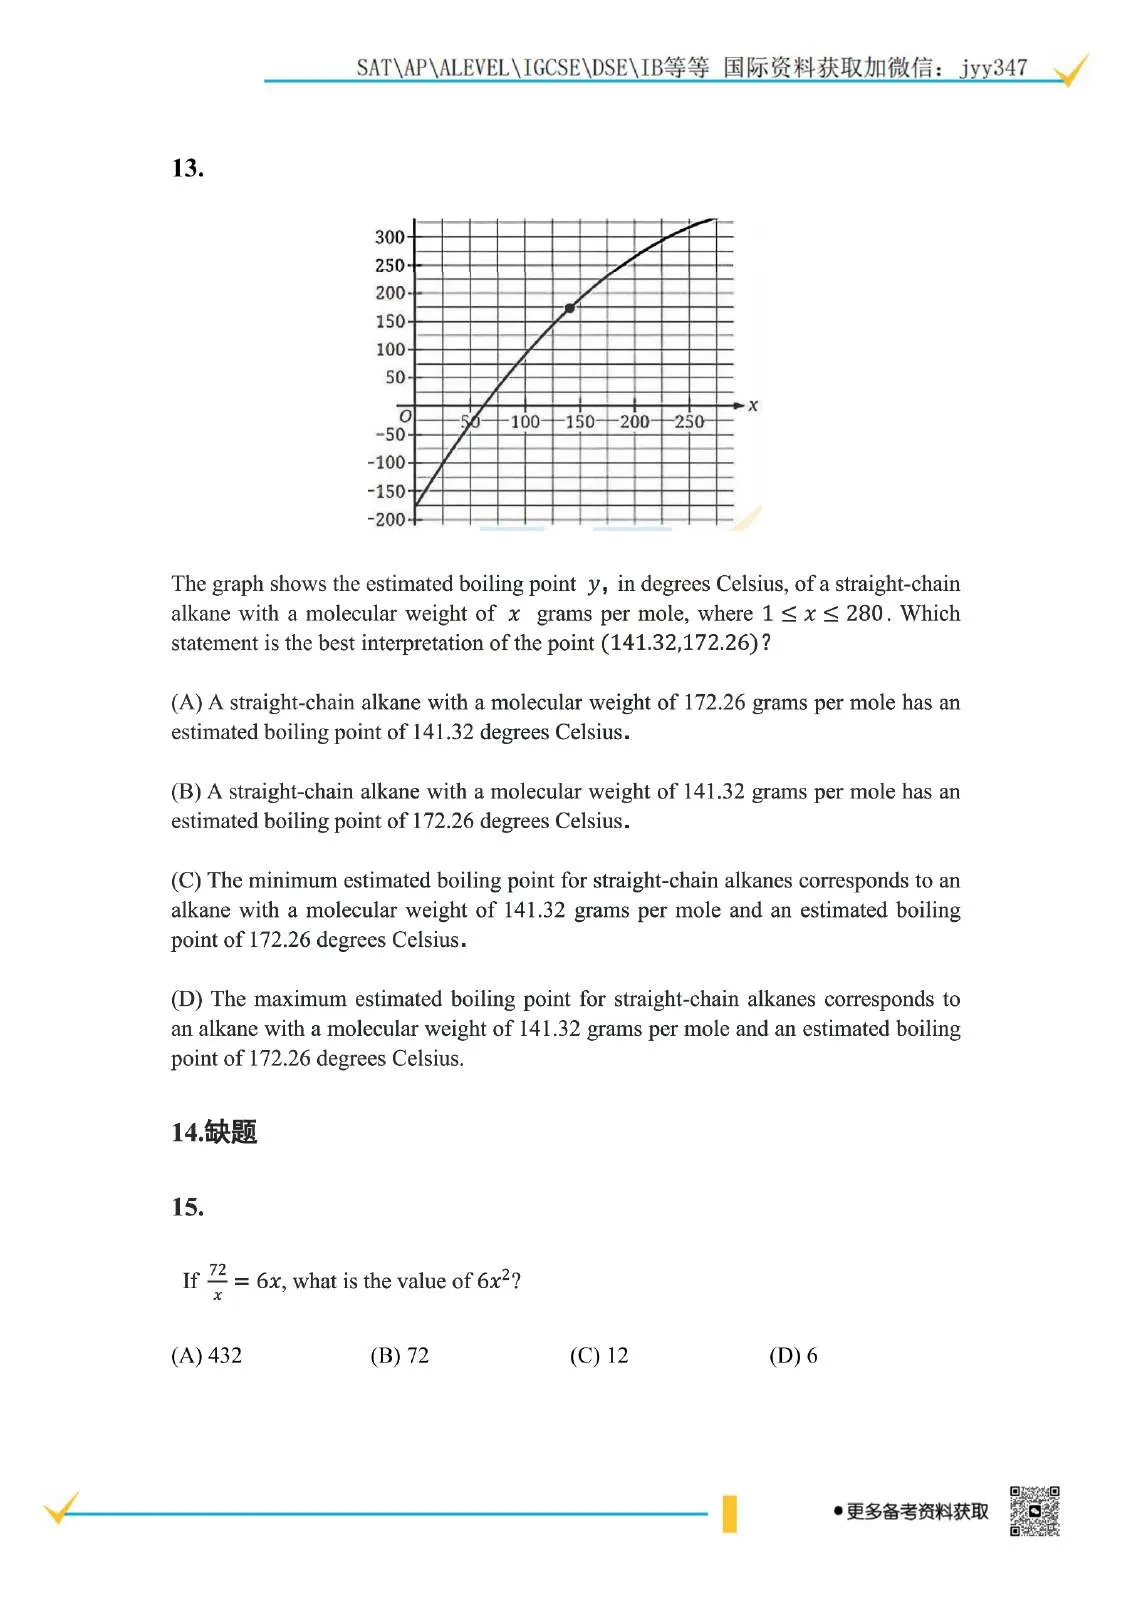 SAT\AP\ALEVEL\IGCSE\DSE\IB等等 国际资料获取加微信: jyy347
13.
300
250
200
150
100
50
O
50 100 150 200 250 x
-50
-100
-150
-200
The graph shows the estimated boiling point y, in degrees Celsius, of a straight-chain
alkane with a molecular weight of x grams per mole, where 1 ≤ x ≤ 280. Which
statement is the best interpretation of the point (141.32,172.26)?
(A) A straight-chain alkane with a molecular weight of 172.26 grams per mole has an
estimated boiling point of 141.32 degrees Celsius.
(B) A straight-chain alkane with a molecular weight of 141.32 grams per mole has an
estimated boiling point of 172.26 degrees Celsius.
(C) The minimum estimated boiling point for straight-chain alkanes corresponds to an
alkane with a molecular weight of 141.32 grams per mole and an estimated boiling
point of 172.26 degrees Celsius.
(D) The maximum estimated boiling point for straight-chain alkanes corresponds to
an alkane with a molecular weight of 141.32 grams per mole and an estimated boiling
point of 172.26 degrees Celsius.
14.缺题
15.
If 72/x = 6x, what is the value of 6x²?
(A) 432 (B) 72 (C) 12 (D) 6
●更多备考资料获取